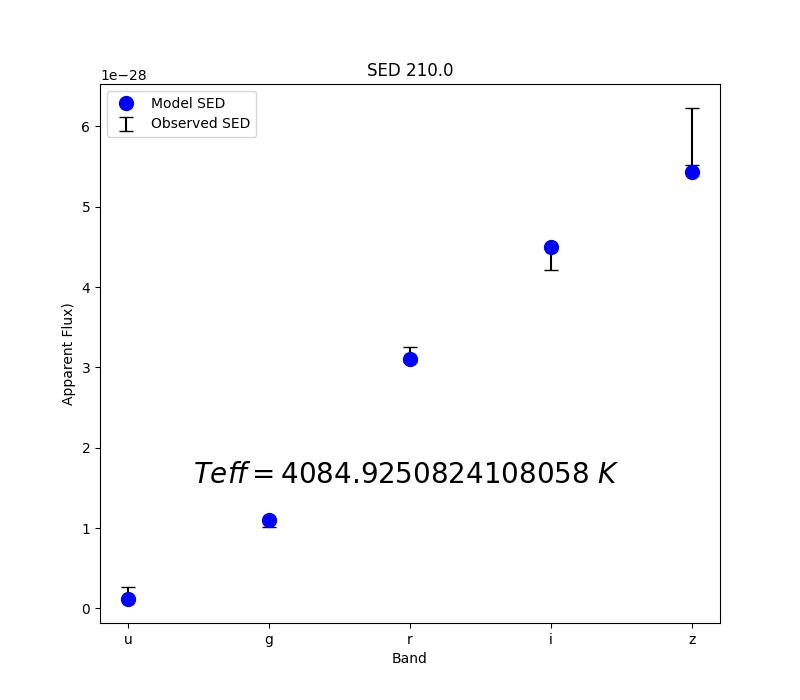 SED 210.0
1e−28
Model SED
Observed SED
6
5
4
3
2
1
0
Apparent Flux)
Teff = 4084.9250824108058 K
u g r i z
Band